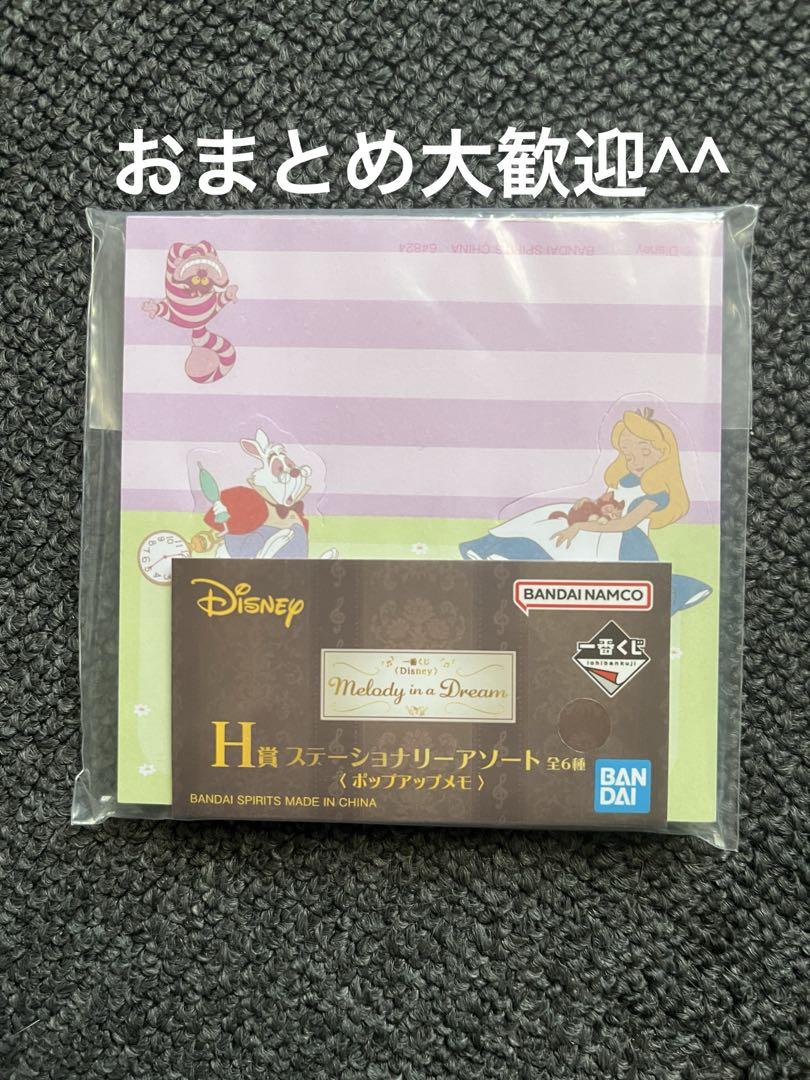 おまとめ大歓迎^^
©Disney BANDAI SPIRITS CHINA 64824
Disney
BANDAI NAMCO
一番くじ
ichibankuji
一番くじ
〈Disney〉
Melody in a Dream
H賞 ステーショナリーアソート 全6種
〈ポップアップメモ〉
BANDAI SPIRITS MADE IN CHINA
BAN
DAI